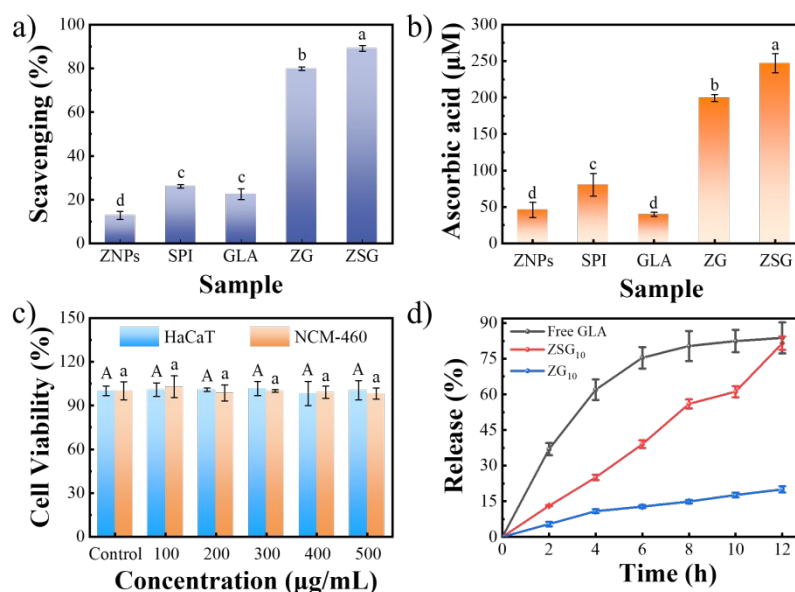 a)
Scavenging (%)
100
80
60
40
20
0
d
c
c
b
a
ZNPs SPI GLA ZG ZSG
Sample
b)
Ascorbic acid (μM)
300
250
200
150
100
50
0
d
c
d
b
a
ZNPs SPI GLA ZG ZSG
Sample
c)
Cell Viability (%)
150
120
90
60
30
0
HaCaT NCM-460
A a A a A a A a A a A a
Control 100 200 300 400 500
Concentration (μg/mL)
d)
Release (%)
90
75
60
45
30
15
0
Free GLA
ZSG₁₀
ZG₁₀
0 2 4 6 8 10 12
Time (h)